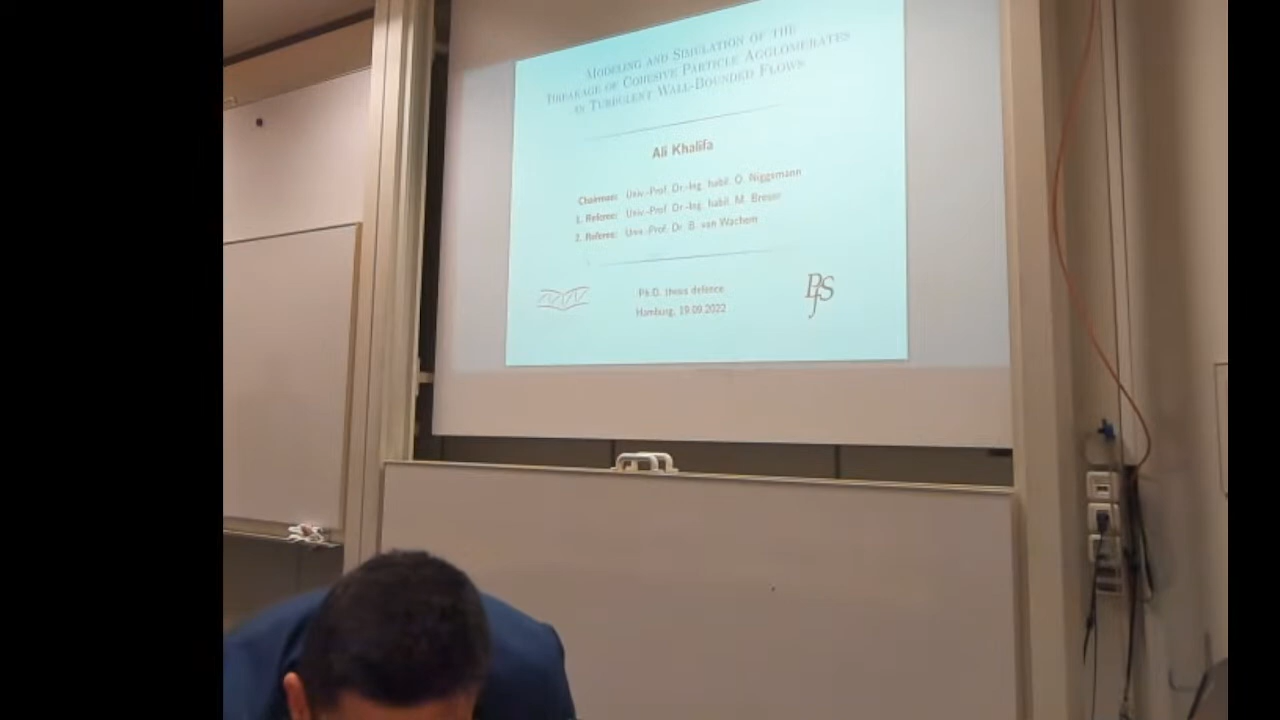 MODELING AND SIMULATION OF THE
BREAKAGE OF COHESIVE PARTICLE AGGLOMERATES
IN TURBULENT WALL-BOUNDED FLOWS
Ali Khalifa
Chairman: Univ.-Prof. Dr.-Ing. habil. O. Niggemann
1. Referee: Univ.-Prof. Dr.-Ing. habil. M. Breuer
2. Referee: Univ.-Prof. Dr. B. van Wachem
Ph.D. thesis defence
Hamburg, 19.09.2022
PfS